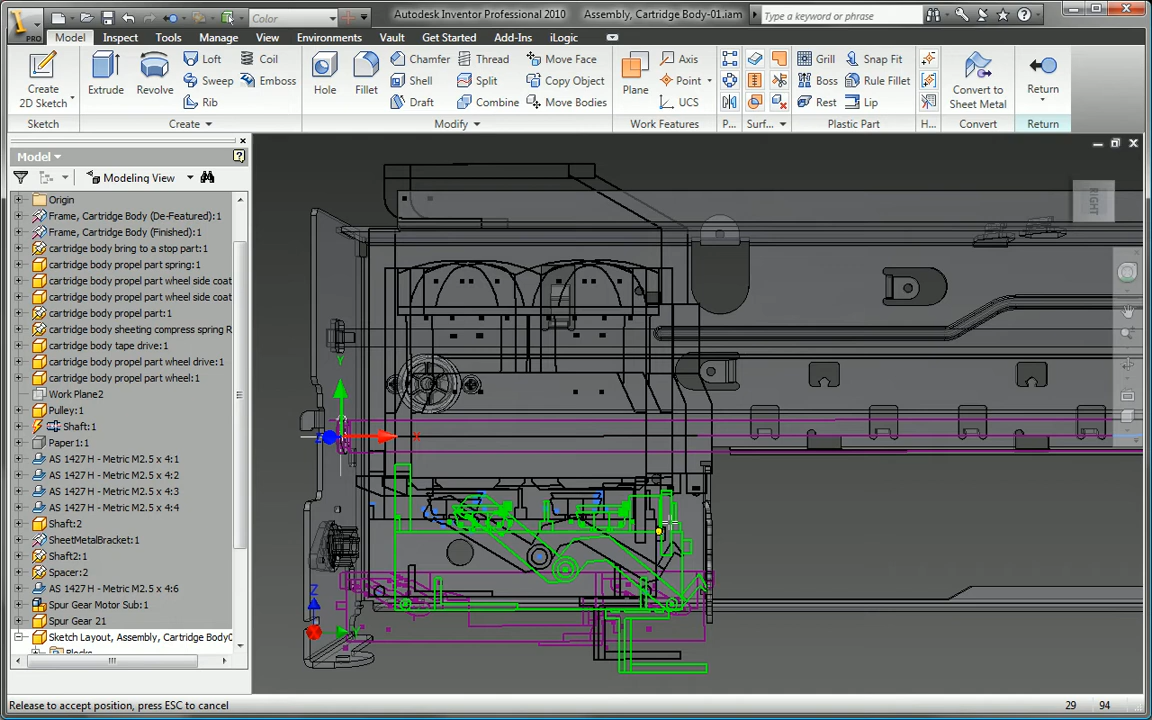 Color
Autodesk Inventor Professional 2010
Assembly, Cartridge Body-01.iam
Type a keyword or phrase
PRO
Model
Inspect
Tools
Manage
View
Environments
Vault
Get Started
Add-Ins
iLogic
Create
2D Sketch
Extrude
Revolve
Loft
Coil
Sweep
Emboss
Rib
Hole
Fillet
Chamfer
Thread
Move Face
Shell
Split
Copy Object
Draft
Combine
Move Bodies
Plane
Axis
Point
UCS
Grill
Snap Fit
Boss
Rule Fillet
Rest
Lip
Convert to
Sheet Metal
Return
Sketch
Create
Modify
Work Features
P...
Surf...
Plastic Part
H...
Convert
Return
Model
Modeling View
Origin
Frame, Cartridge Body (De-Featured):1
Frame, Cartridge Body (Finished):1
cartridge body bring to a stop part:1
cartridge body propel part spring:1
cartridge body propel part wheel side coat
cartridge body propel part wheel side coat
cartridge body propel part:1
cartridge body sheeting compress spring R
cartridge body tape drive:1
cartridge body propel part wheel drive:1
cartridge body propel part wheel:1
Work Plane2
Pulley:1
Shaft:1
Paper1:1
AS 1427 H - Metric M2.5 x 4:1
AS 1427 H - Metric M2.5 x 4:2
AS 1427 H - Metric M2.5 x 4:3
AS 1427 H - Metric M2.5 x 4:4
Shaft:2
SheetMetalBracket:1
Shaft2:1
Spacer:2
AS 1427 H - Metric M2.5 x 4:6
Spur Gear Motor Sub:1
Spur Gear 21
Sketch Layout, Assembly, Cartridge Body0
Blocks
RIGHT
Y
X
Z
Z
Y
X
Release to accept position, press ESC to cancel
29
94